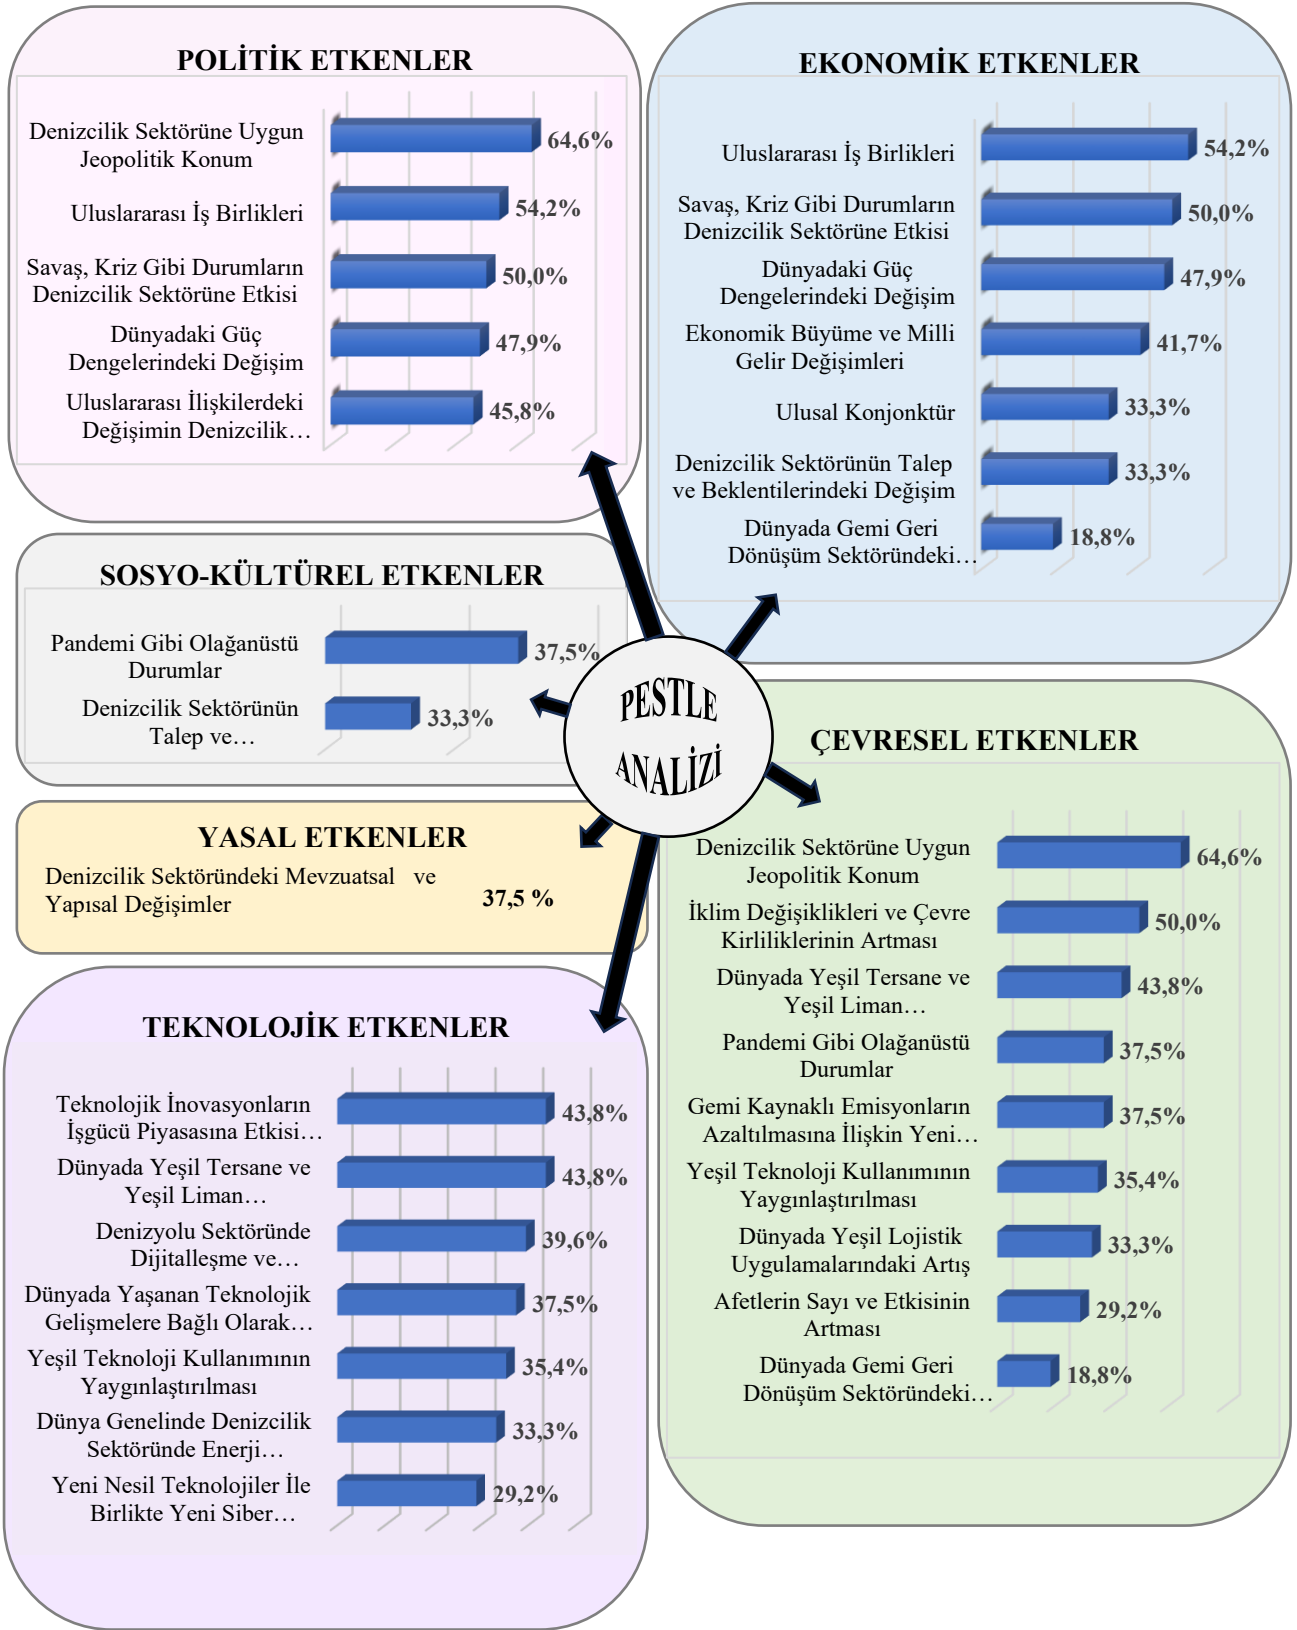 POLİTİK ETKENLER
Denizcilik Sektörüne Uygun
Jeopolitik Konum
64,6%
Uluslararası İş Birlikleri
54,2%
Savaş, Kriz Gibi Durumların
Denizcilik Sektörüne Etkisi
50,0%
Dünyadaki Güç
Dengelerindeki Değişim
47,9%
Uluslararası İlişkilerdeki
Değişimin Denizcilik…
45,8%
EKONOMİK ETKENLER
Uluslararası İş Birlikleri
54,2%
Savaş, Kriz Gibi Durumların
Denizcilik Sektörüne Etkisi
50,0%
Dünyadaki Güç
Dengelerindeki Değişim
47,9%
Ekonomik Büyüme ve Milli
Gelir Değişimleri
41,7%
Ulusal Konjonktür
33,3%
Denizcilik Sektörünün Talep
ve Beklentilerindeki Değişim
33,3%
Dünyada Gemi Geri
Dönüşüm Sektöründeki…
18,8%
SOSYO-KÜLTÜREL ETKENLER
Pandemi Gibi Olağanüstü
Durumlar
37,5%
Denizcilik Sektörünün
Talep ve…
33,3%
PESTLE
ANALİZİ
YASAL ETKENLER
Denizcilik Sektöründeki Mevzuatsal ve
Yapısal Değişimler
37,5 %
ÇEVRESEL ETKENLER
Denizcilik Sektörüne Uygun
Jeopolitik Konum
64,6%
İklim Değişiklikleri ve Çevre
Kirliliklerinin Artması
50,0%
Dünyada Yeşil Tersane ve
Yeşil Liman…
43,8%
Pandemi Gibi Olağanüstü
Durumlar
37,5%
Gemi Kaynaklı Emisyonların
Azaltılmasına İlişkin Yeni…
37,5%
Yeşil Teknoloji Kullanımının
Yaygınlaştırılması
35,4%
Dünyada Yeşil Lojistik
Uygulamalarındaki Artış
33,3%
Afetlerin Sayı ve Etkisinin
Artması
29,2%
Dünyada Gemi Geri
Dönüşüm Sektöründeki…
18,8%
TEKNOLOJİK ETKENLER
Teknolojik İnovasyonların
İşgücü Piyasasına Etkisi…
43,8%
Dünyada Yeşil Tersane ve
Yeşil Liman…
43,8%
Denizyolu Sektöründe
Dijitalleşme ve…
39,6%
Dünyada Yaşanan Teknolojik
Gelişmelere Bağlı Olarak…
37,5%
Yeşil Teknoloji Kullanımının
Yaygınlaştırılması
35,4%
Dünya Genelinde Denizcilik
Sektöründe Enerji…
33,3%
Yeni Nesil Teknolojiler İle
Birlikte Yeni Siber…
29,2%